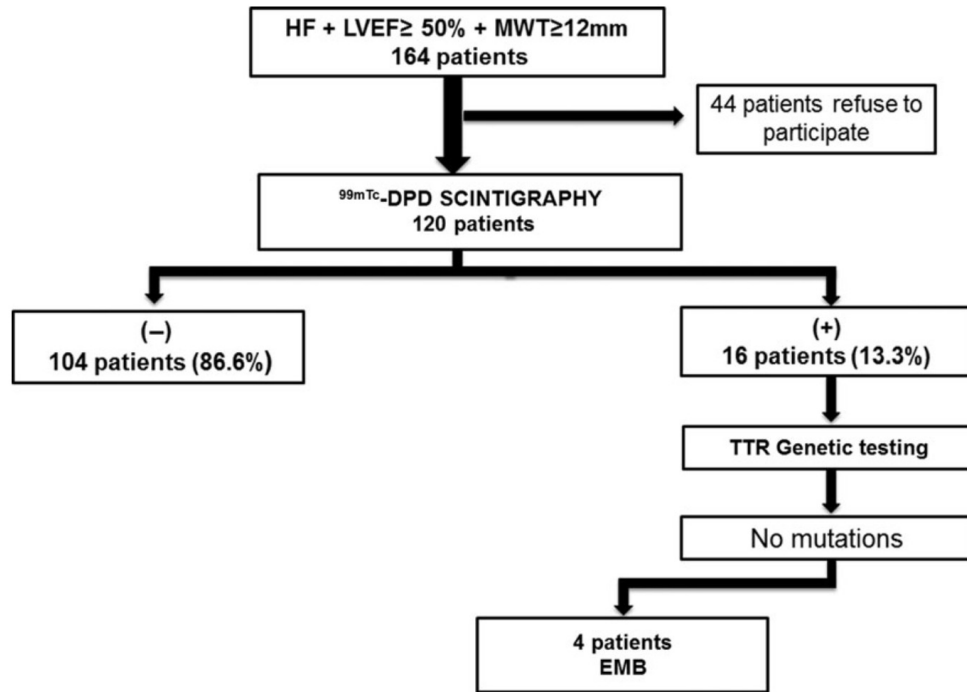 HF + LVEF≥ 50% + MWT≥12mm
164 patients
44 patients refuse to
participate
99mTc-DPD SCINTIGRAPHY
120 patients
(–)
104 patients (86.6%)
(+)
16 patients (13.3%)
TTR Genetic testing
No mutations
4 patients
EMB